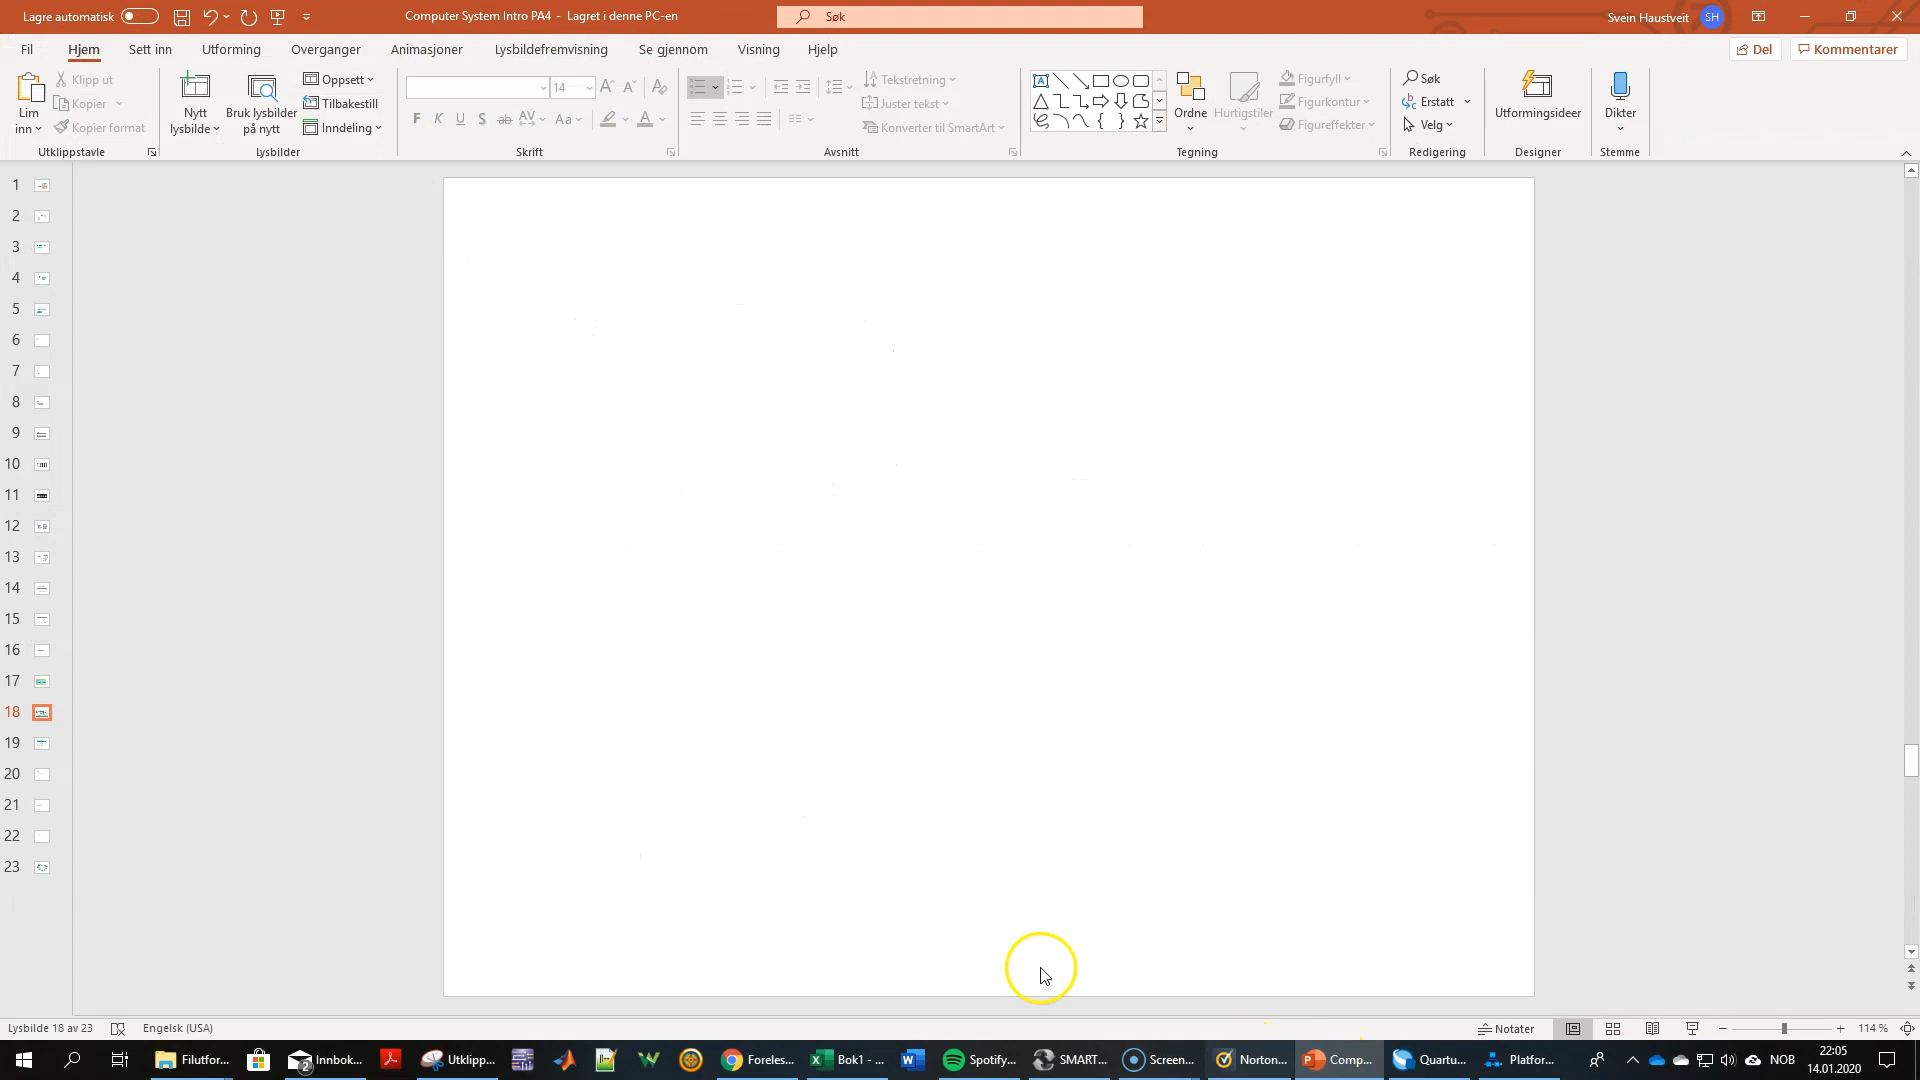 Lagre automatisk
Computer System Intro PA4 - Lagret i denne PC-en
Søk
Svein Haustveit
SH
Fil
Hjem
Sett inn
Utforming
Overganger
Animasjoner
Lysbildefremvisning
Se gjennom
Visning
Hjelp
Del
Kommentarer
Lim inn
Klipp ut
Kopier
Kopier format
Utklippstavle
Nytt lysbilde
Bruk lysbilder på nytt
Oppsett
Tilbakestill
Inndeling
Lysbilder
14
F K U S ab AV Aa A
Skrift
Tekstretning
Juster tekst
Konverter til SmartArt
Avsnitt
Ordne
Hurtigstiler
Figurfyll
Figurkontur
Figureffekter
Tegning
Søk
Erstatt
Velg
Redigering
Utformingsideer
Designer
Dikter
Stemme
1
2
3
4
5
6
7
8
9
10
11
12
13
14
15
16
17
18
19
20
21
22
23
Lysbilde 18 av 23
Engelsk (USA)
Notater
114 %
Filutfor...
2
Innbok...
Utklipp...
Foreles...
Bok1 - ...
Spotify...
SMART...
Screen...
Norton...
Comp...
Quartu...
Platfor...
NOB
22:05
14.01.2020